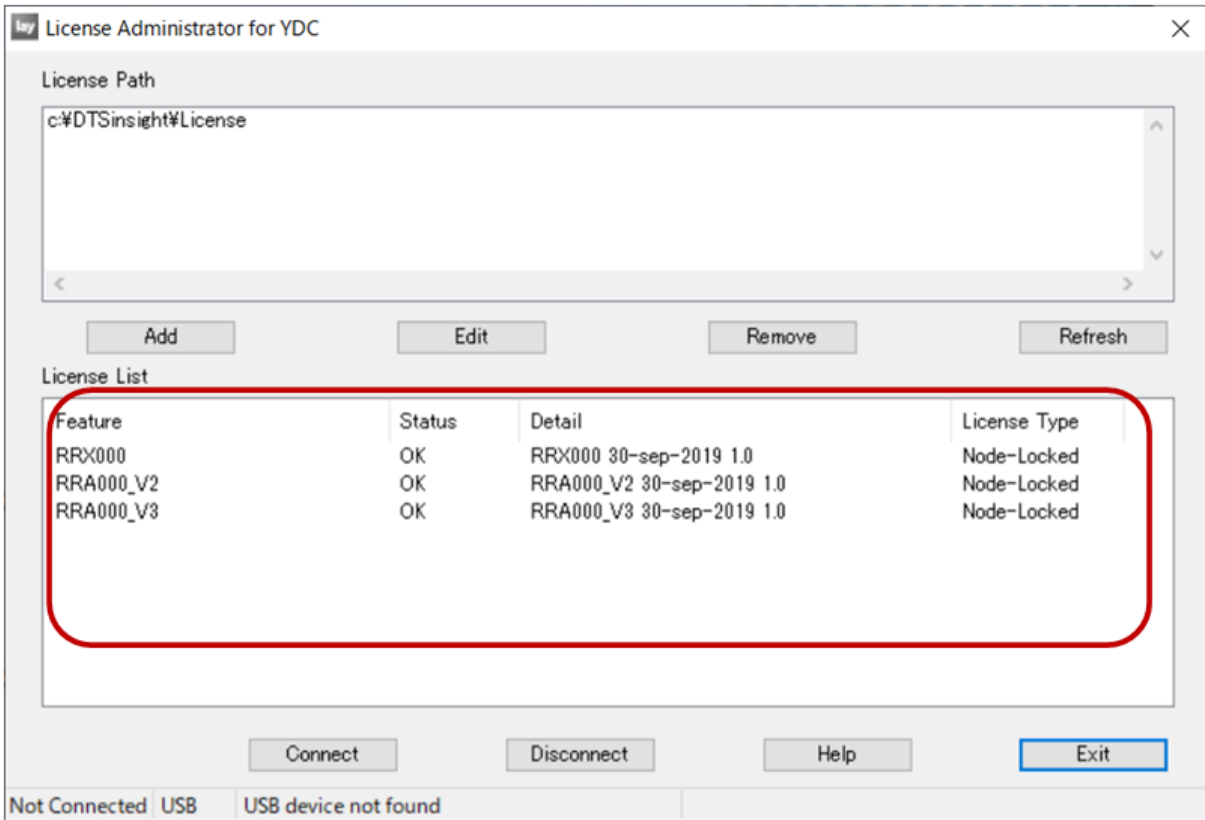 lay License Administrator for YDC
License Path
c:¥DTSinsight¥License
Add Edit Remove Refresh
License List
Feature Status Detail License Type
RRX000 OK RRX000 30-sep-2019 1.0 Node-Locked
RRA000_V2 OK RRA000_V2 30-sep-2019 1.0 Node-Locked
RRA000_V3 OK RRA000_V3 30-sep-2019 1.0 Node-Locked
Connect Disconnect Help Exit
Not Connected USB USB device not found